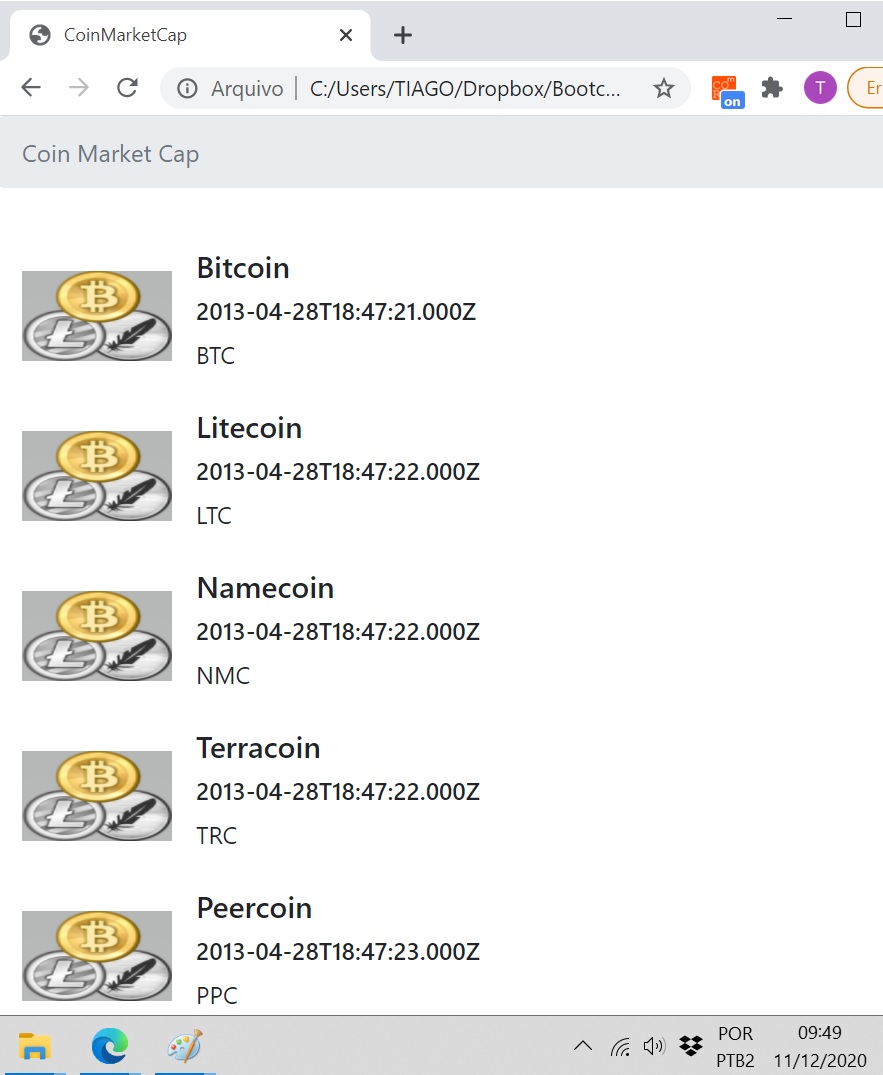 CoinMarketCap
Arquivo | C:/Users/TIAGO/Dropbox/Bootc...
on
T
Er
Coin Market Cap
Bitcoin
2013-04-28T18:47:21.000Z
BTC
Litecoin
2013-04-28T18:47:22.000Z
LTC
Namecoin
2013-04-28T18:47:22.000Z
NMC
Terracoin
2013-04-28T18:47:22.000Z
TRC
Peercoin
2013-04-28T18:47:23.000Z
PPC
POR 09:49
PTB2 11/12/2020